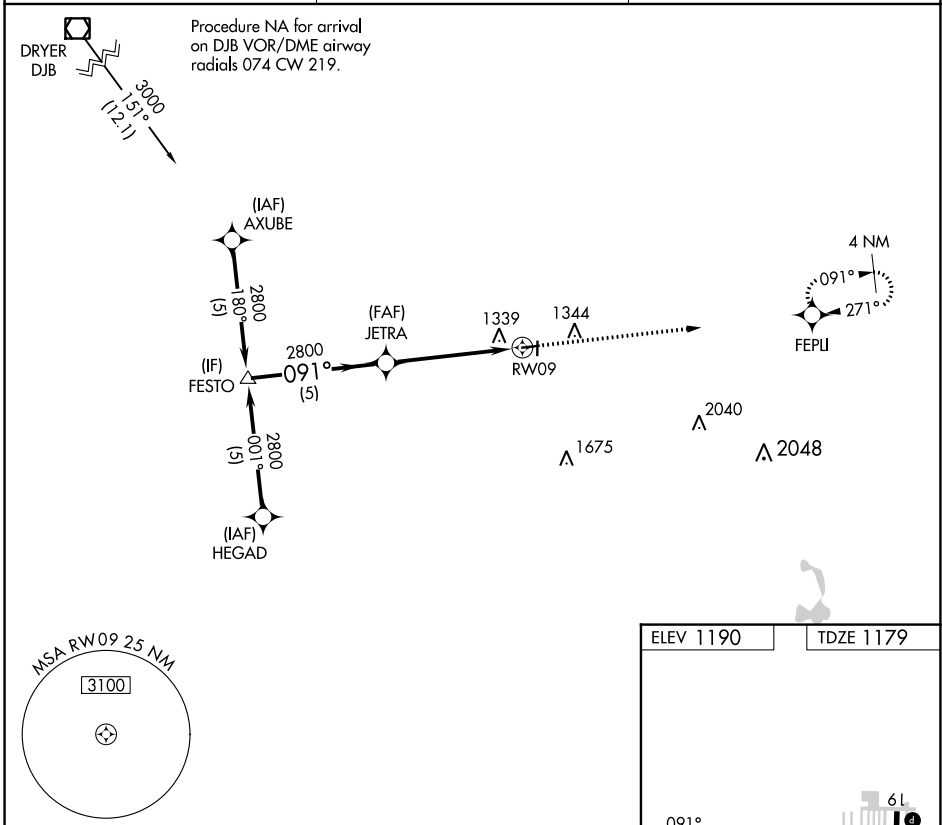 Procedure NA for arrival
on DJB VOR/DME airway
radials 074 CW 219.
DRYER
DJB
3000
151°
(12.1)
(IAF)
AXUBE
2800
180°
(5)
4 NM
091°
271°
FEPLI
(FAF)
JETRA
1339
1344
RW09
(IF)
FESTO
2800
091°
(5)
2800
001°
(5)
(IAF)
HEGAD
1675
2040
2048
MSA RW09 25 NM
3100
ELEV 1190
TDZE 1179
091°
19
P